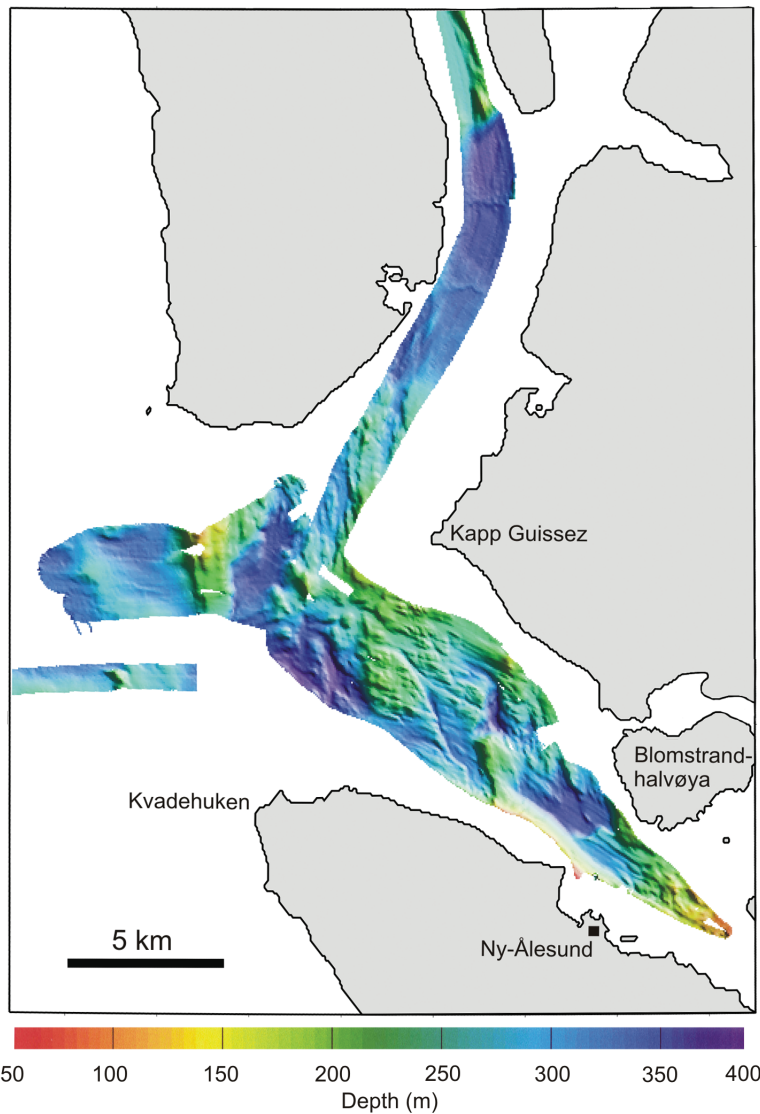 Kapp Guissez
Blomstrand-
halvøya
Kvadehuken
5 km
Ny-Ålesund
50 100 150 200 250 300 350 400
Depth (m)